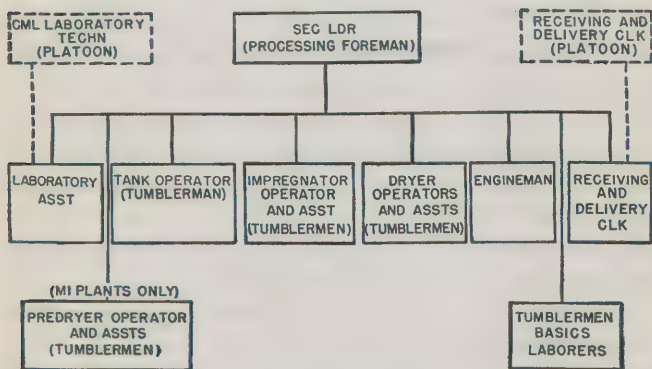 CML LABORATORY
TECHN
(PLATOON)
SEC LDR
(PROCESSING FOREMAN)
RECEIVING AND
DELIVERY CLK
(PLATOON)
LABORATORY
ASST
TANK OPERATOR
(TUMBLERMAN)
IMPREGNATOR
OPERATOR
AND ASST
(TUMBLERMEN)
DRYER
OPERATORS
AND ASSTS
(TUMBLERMEN)
ENGINEMAN
RECEIVING
AND
DELIVERY
CLK
(MI PLANTS ONLY)
PREDRYER OPERATOR
AND ASSTS
(TUMBLERMEN)
TUMBLERMEN
BASICS
LABORERS